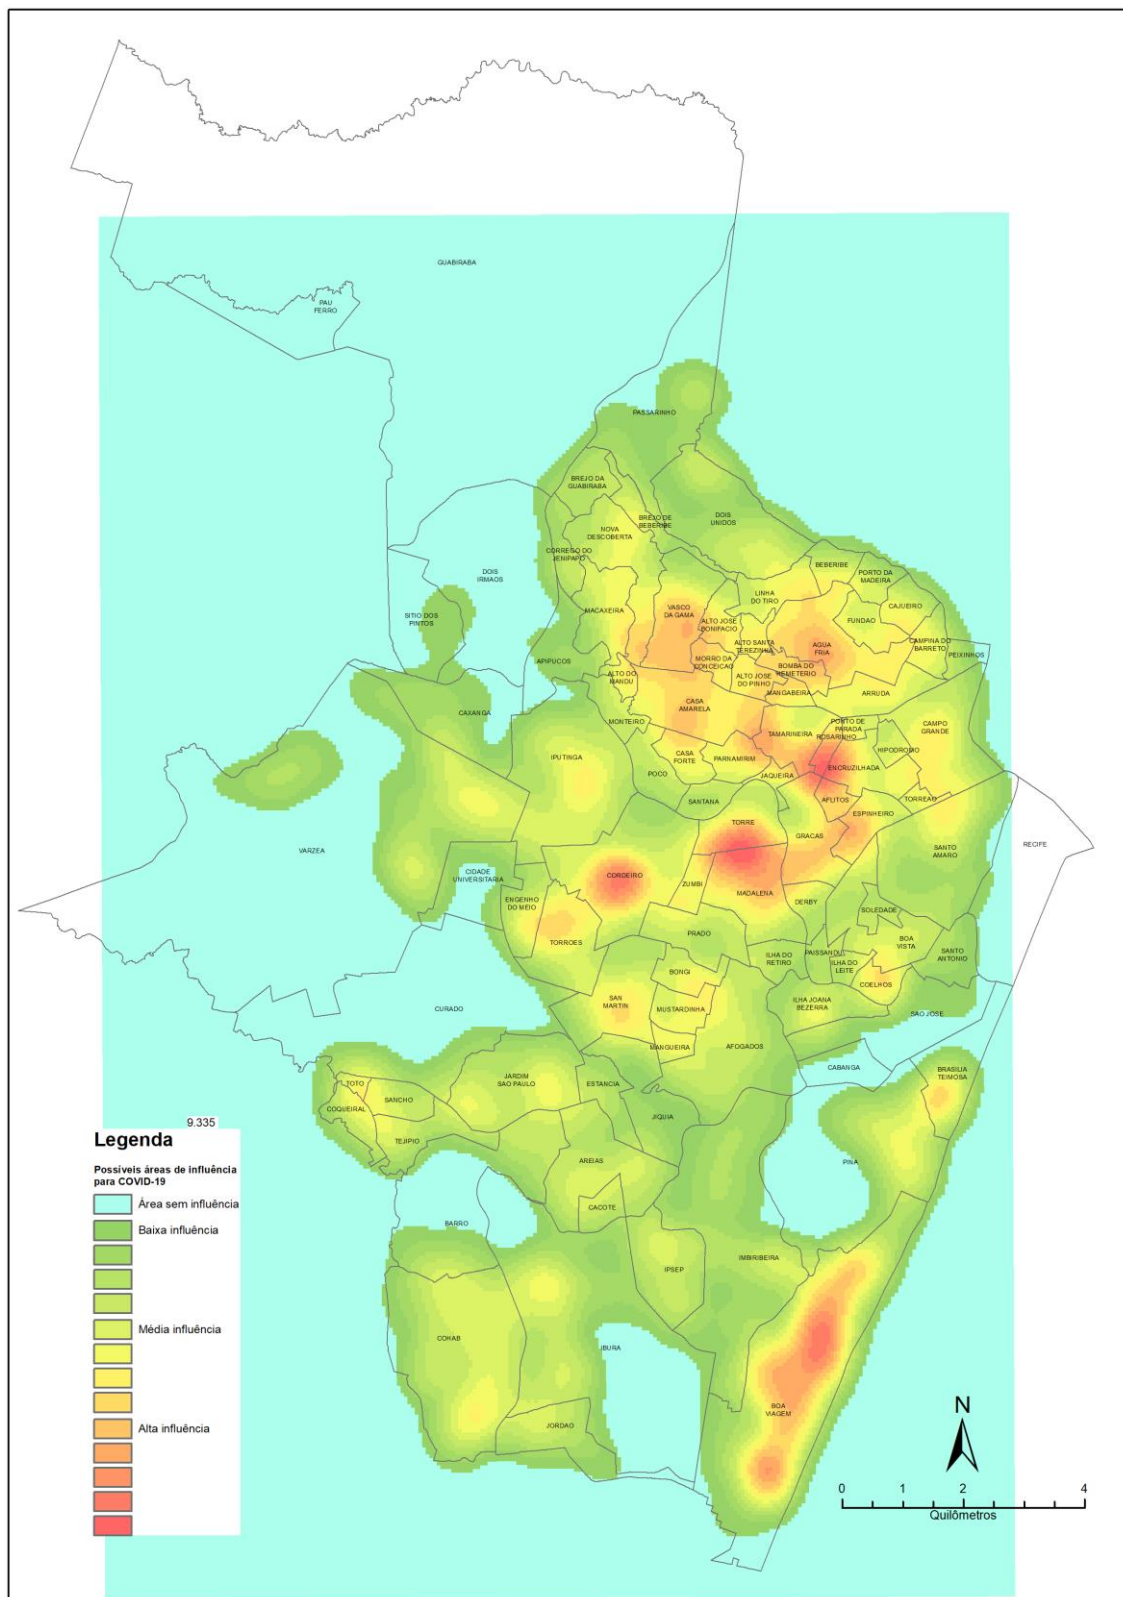 GUABIRABA
PAU
FERRO
PASSARINHO
BREJO DA
GUABIRABA
BREJO DE
BEBERIBE
DOIS
UNIDOS
NOVA
DESCOBERTA
CORREGO DO
JENIPAPO
DOIS
IRMAOS
BEBERIBE
PORTO DA
MADEIRA
LINHA
DO TIRO
CAJUEIRO
MACAXEIRA
VASCO
DA GAMA
ALTO JOSE
BONIFACIO
FUNDAO
SITIO DOS
PINTOS
ALTO SANTA
TEREZINHA
AGUA
FRIA
CAMPINA DO
BARRETO
PEIXINHOS
APIPUCOS
MORRO DA
CONCEICAO
BOMBA DO
HEMETERIO
ALTO DO
MANDU
ALTO JOSE
DO PINHO
MANGABEIRA
ARRUDA
CASA
AMARELA
CAXANGA
MONTEIRO
TAMARINEIRA
PONTO DE
PARADA
ROSARINHO
CAMPO
GRANDE
HIPODROMO
IPUTINGA
CASA
FORTE
PARNAMIRIM
ENCRUZILHADA
POCO
JAQUEIRA
SANTANA
AFLITOS
TORREAO
ESPINHEIRO
TORRE
GRACAS
SANTO
AMARO
RECIFE
VARZEA
CIDADE
UNIVERSITARIA
CORDEIRO
ZUMBI
MADALENA
ENGENHO
DO MEIO
DERBY
SOLEDADE
TORROES
PRADO
BOA
VISTA
ILHA DO
RETIRO
PAISSANDU
ILHA DO
LEITE
SANTO
ANTONIO
BONGI
COELHOS
SAN
MARTIN
MUSTARDINHA
ILHA JOANA
BEZERRA
CURADO
SAO JOSE
MANGUEIRA
AFOGADOS
CABANGA
BRASILIA
TEIMOSA
JARDIM
SAO PAULO
ESTANCIA
TOTO
SANCHO
COQUEIRAL
JIQUIA
TEJIPIO
AREIAS
PINA
CACOTE
BARRO
IMBIRIBEIRA
IPSEP
COHAB
IBURA
BOA
VIAGEM
JORDAO
9.335
Legenda
Possíveis áreas de influência
para COVID-19
Área sem influência
Baixa influência
Média influência
Alta influência
N
0 1 2 4
Quilômetros